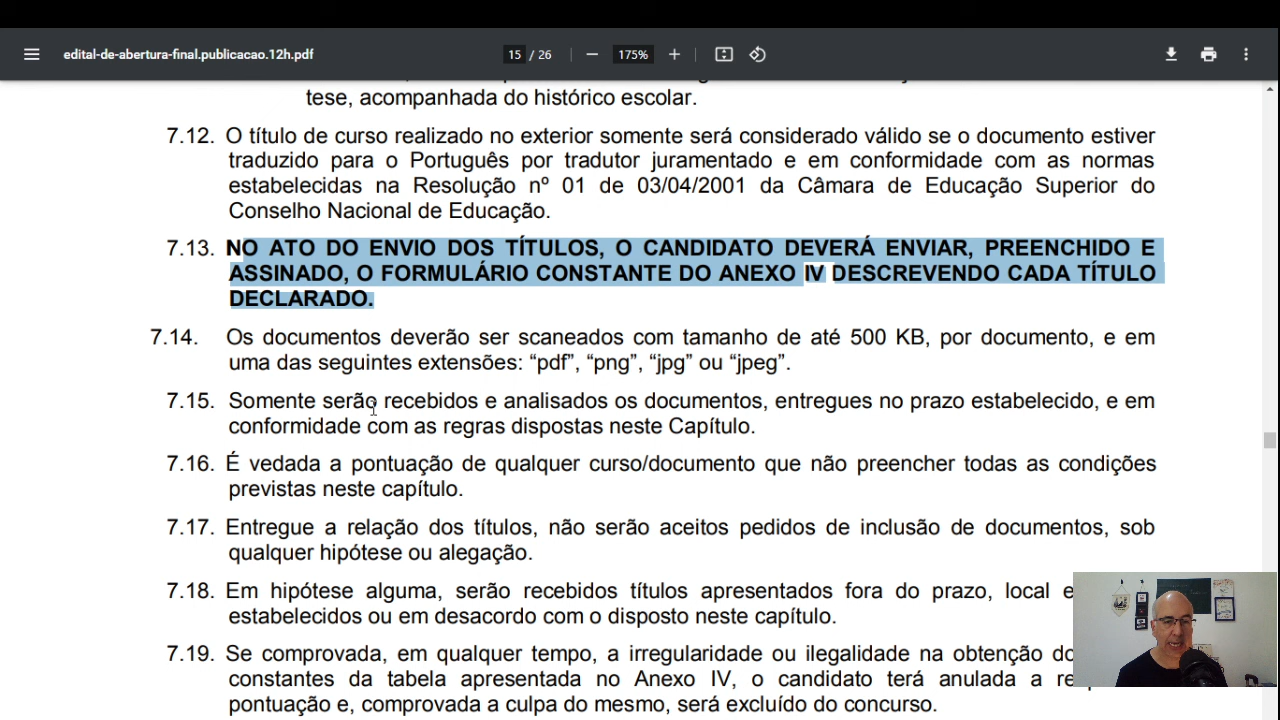 edital-de-abertura-final.publicacao.12h.pdf
15 / 26
175%
tese, acompanhada do histórico escolar.
7.12. O título de curso realizado no exterior somente será considerado válido se o documento estiver
traduzido para o Português por tradutor juramentado e em conformidade com as normas
estabelecidas na Resolução nº 01 de 03/04/2001 da Câmara de Educação Superior do
Conselho Nacional de Educação.
7.13. NO ATO DO ENVIO DOS TÍTULOS, O CANDIDATO DEVERÁ ENVIAR, PREENCHIDO E
ASSINADO, O FORMULÁRIO CONSTANTE DO ANEXO IV DESCREVENDO CADA TÍTULO
DECLARADO.
7.14. Os documentos deverão ser scaneados com tamanho de até 500 KB, por documento, e em
uma das seguintes extensões: “pdf”, “png”, “jpg” ou “jpeg”.
7.15. Somente serão recebidos e analisados os documentos, entregues no prazo estabelecido, e em
conformidade com as regras dispostas neste Capítulo.
7.16. É vedada a pontuação de qualquer curso/documento que não preencher todas as condições
previstas neste capítulo.
7.17. Entregue a relação dos títulos, não serão aceitos pedidos de inclusão de documentos, sob
qualquer hipótese ou alegação.
7.18. Em hipótese alguma, serão recebidos títulos apresentados fora do prazo, local e
estabelecidos ou em desacordo com o disposto neste capítulo.
7.19. Se comprovada, em qualquer tempo, a irregularidade ou ilegalidade na obtenção
constantes da tabela apresentada no Anexo IV, o candidato terá anulada a
pontuação e, comprovada a culpa do mesmo, será excluído do concurso.